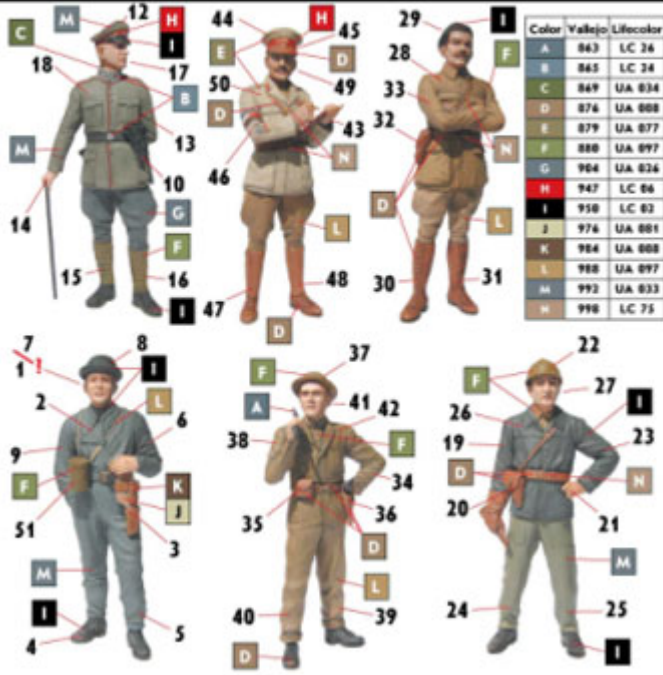 M 12 H
C I
18 17
B
13
M
10
14 G
F
15 16
I
44 H 45
E D
50 49
D 43
N
46
L
47 48
D
29 I
28 F
33
32 N
D L
30 31
Color Vallejo Lifecolor
A 863 LC 26
B 865 LC 24
C 869 UA 034
D 876 UA 008
E 879 UA 077
F 880 UA 097
G 904 UA 026
H 947 LC 06
I 950 LC 02
J 976 UA 081
K 984 UA 008
L 988 UA 097
M 992 UA 033
N 998 LC 75
7 8
1 ! I
2 L
9 6
F K
51 J
3
M
I
4 5
37
F
A 41
42
38 F
34
35 36
D
L
40 39
D
22
F 27
26 I
19 23
D N
20 21
M
24 25
I